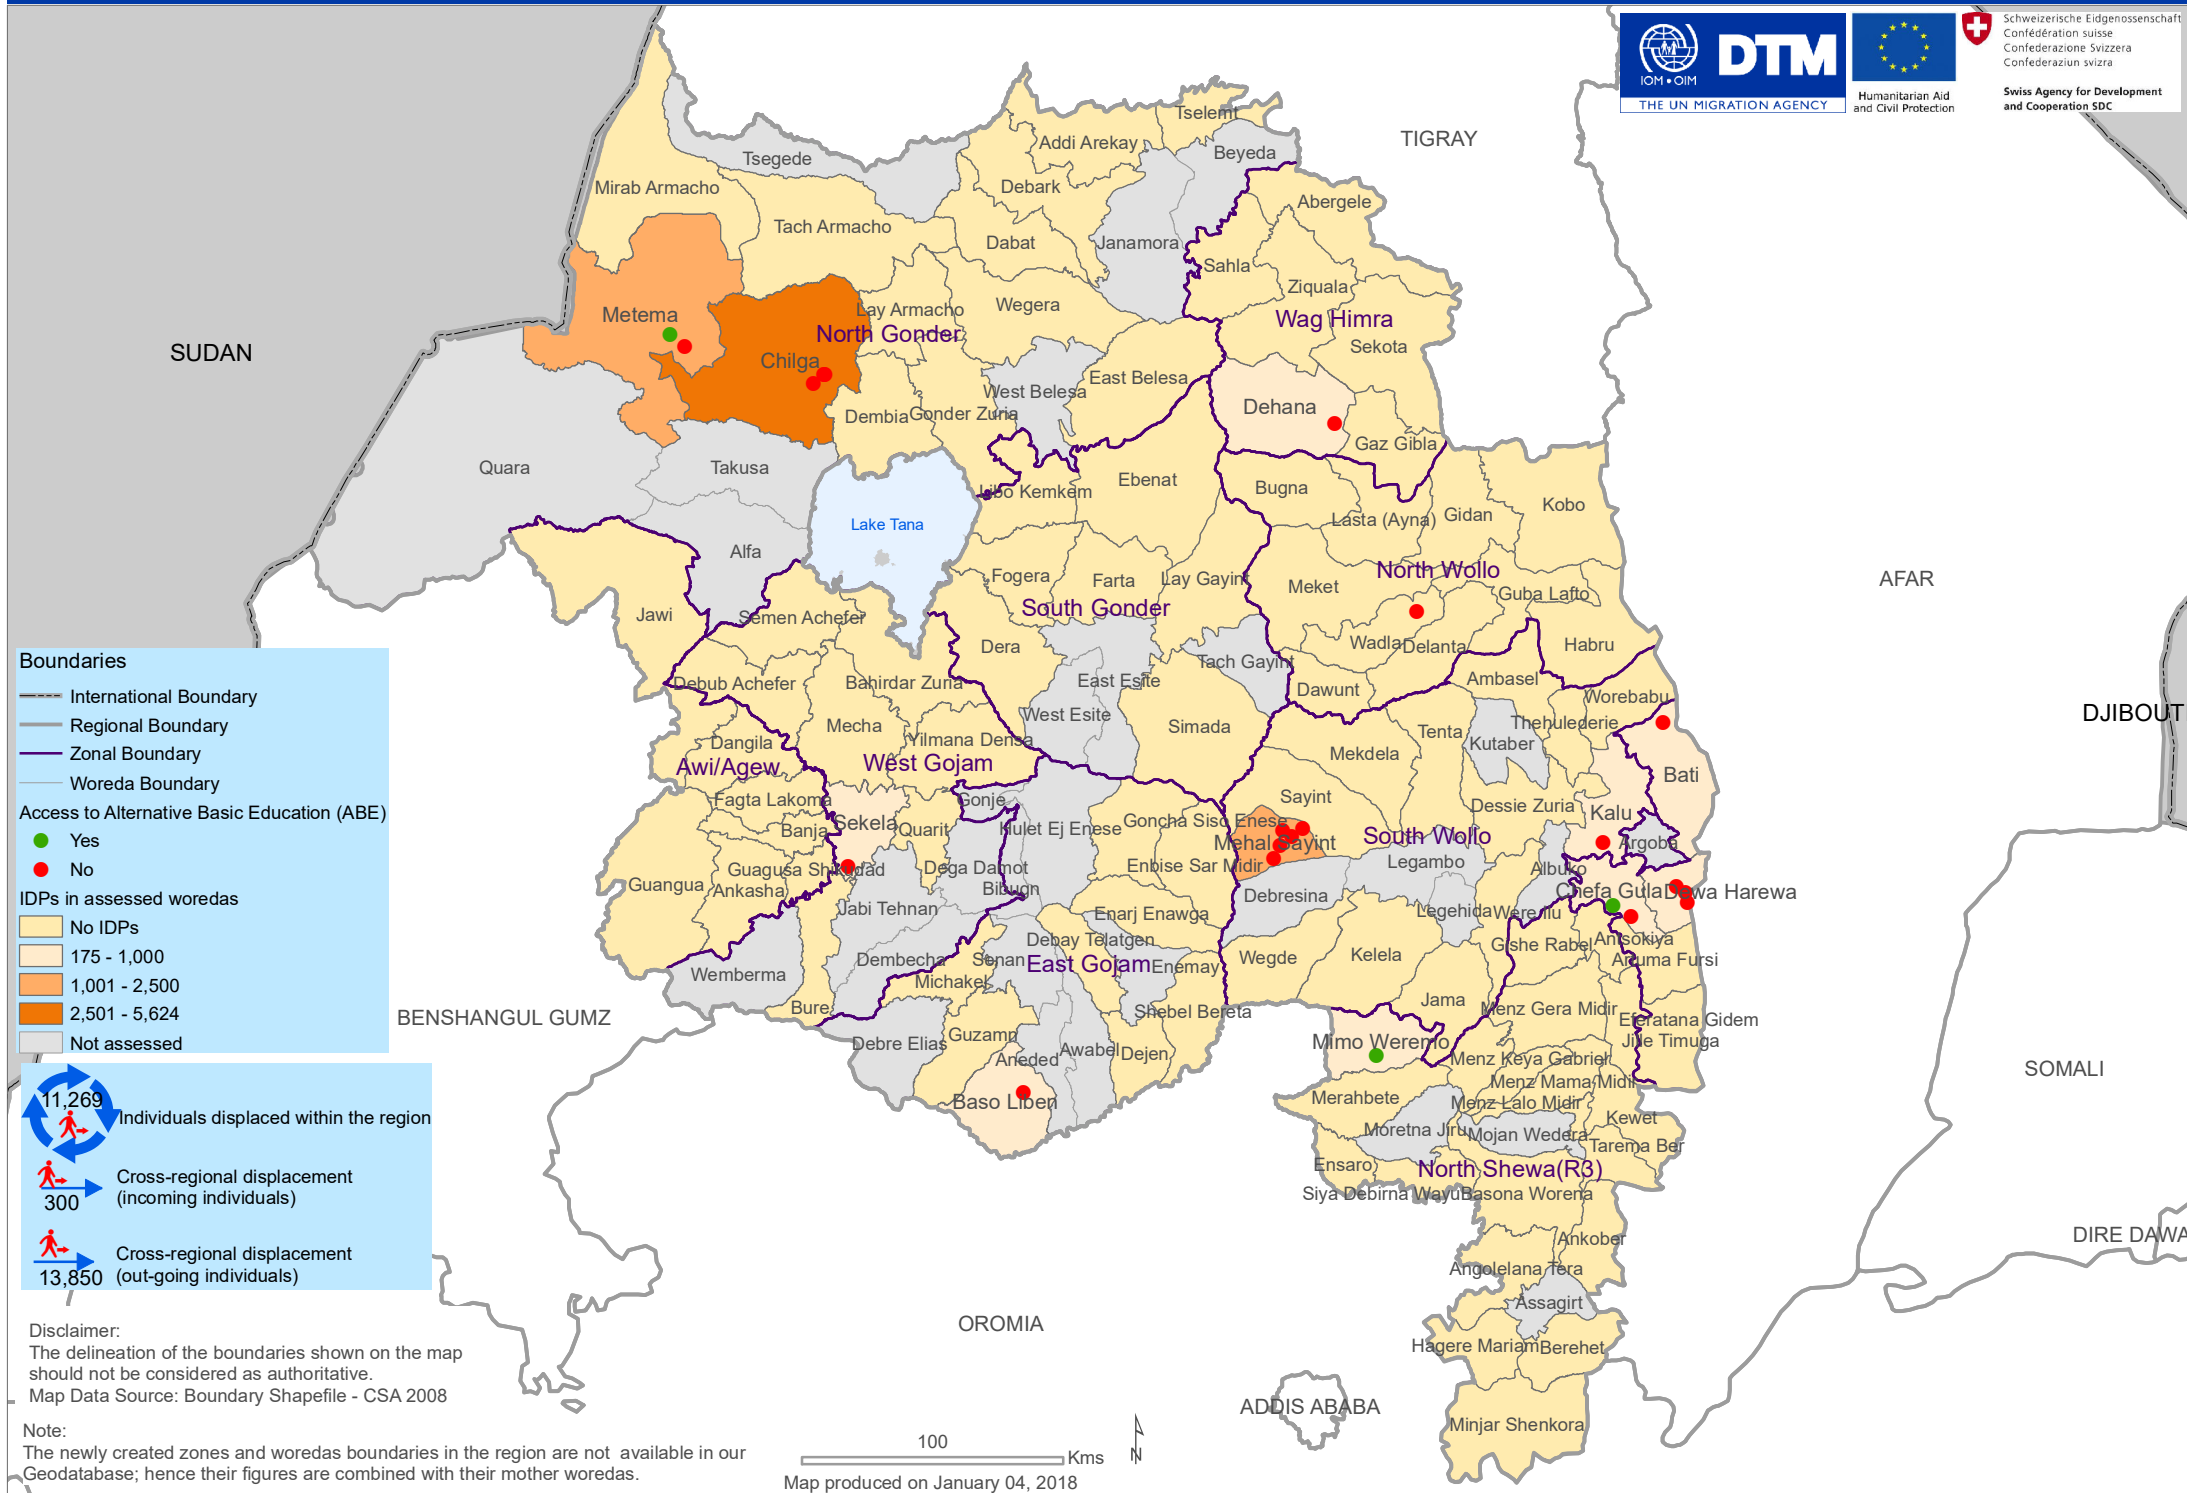 IOM • OIM
DTM
THE UN MIGRATION AGENCY
Humanitarian Aid
and Civil Protection
Schweizerische Eidgenossenschaft
Confédération suisse
Confederazione Svizzera
Confederaziun svizra
Swiss Agency for Development
and Cooperation SDC
TIGRAY
Tselemt
Addi Arekay
Beyeda
Tsegede
Debark
Mirab Armacho
Abergele
Tach Armacho
Dabat
Janamora
Sahla
Ziquala
Wegera
Lay Armacho
Metema
North Gonder
Wag Himra
Sekota
SUDAN
Chilga
East Belesa
West Belesa
Dehana
Dembia
Gonder Zuria
Gaz Gibla
Quara
Takusa
Ebenat
Bugna
Libo Kemkem
Kobo
Lasta (Ayna)
Gidan
Lake Tana
Alfa
Fogera
Farta
Lay Gayint
North Wollo
AFAR
Meket
Guba Lafto
South Gonder
Jawi
Semen Achefer
Dera
Wadla
Delanta
Habru
Tach Gayint
East Esite
Debub Achefer
Bahirdar Zuria
Dawunt
Ambasel
Worebabu
West Esite
Simada
Mecha
Thehulederie
DJIBOUTI
Tenta
Kutaber
Yilmana Densa
Dangila
Mekdela
Awi/Agew
West Gojam
Bati
Fagta Lakoma
Gonje
Sayint
Dessie Zuria
Kalu
Sekela
Banja
Quarit
Hulet Ej Enese
Goncha Siso Enese
Mehal Sayint
South Wollo
Argoba
Guagusa Shikudad
Dega Damot
Enbise Sar Midir
Legambo
Albuko
Guangua
Ankasha
Bibugn
Debresina
Chefa Gula
Dewa Harewa
Jabi Tehnan
Enarj Enawga
Legehida
Were Ilu
Debay Telatgen
Gishe Rabel
Antsokiya
Dembecha
Senan
East Gojam
Enemay
Wegde
Kelela
Artuma Fursi
Wemberma
Michakel
Bure
Shebel Bereta
Jama
Menz Gera Midir
Eferatana Gidem
BENSHANGUL GUMZ
Debre Elias
Guzamn
Aneded
Awabel
Dejen
Mimo Weremo
Jile Timuga
Menz Keya Gabriel
Menz Mama Midir
Baso Liben
Merahbete
Menz Lalo Midir
Kewet
SOMALI
Moretna Jiru
Mojan Wedera
Tarema Ber
Ensaro
North Shewa(R3)
Siya Debirna Wayu
Basona Worena
Ankober
DIRE DAWA
Angolelana Tera
Assagirt
OROMIA
Hagere Mariam
Berehet
ADDIS ABABA
Minjar Shenkora
Boundaries
International Boundary
Regional Boundary
Zonal Boundary
Woreda Boundary
Access to Alternative Basic Education (ABE)
Yes
No
IDPs in assessed woredas
No IDPs
175 - 1,000
1,001 - 2,500
2,501 - 5,624
Not assessed
11,269
Individuals displaced within the region
Cross-regional displacement
(incoming individuals)
300
Cross-regional displacement
(out-going individuals)
13,850
Disclaimer:
The delineation of the boundaries shown on the map
should not be considered as authoritative.
Map Data Source: Boundary Shapefile - CSA 2008
Note:
The newly created zones and woredas boundaries in the region are not available in our
Geodatabase; hence their figures are combined with their mother woredas.
100
Kms
N
Map produced on January 04, 2018